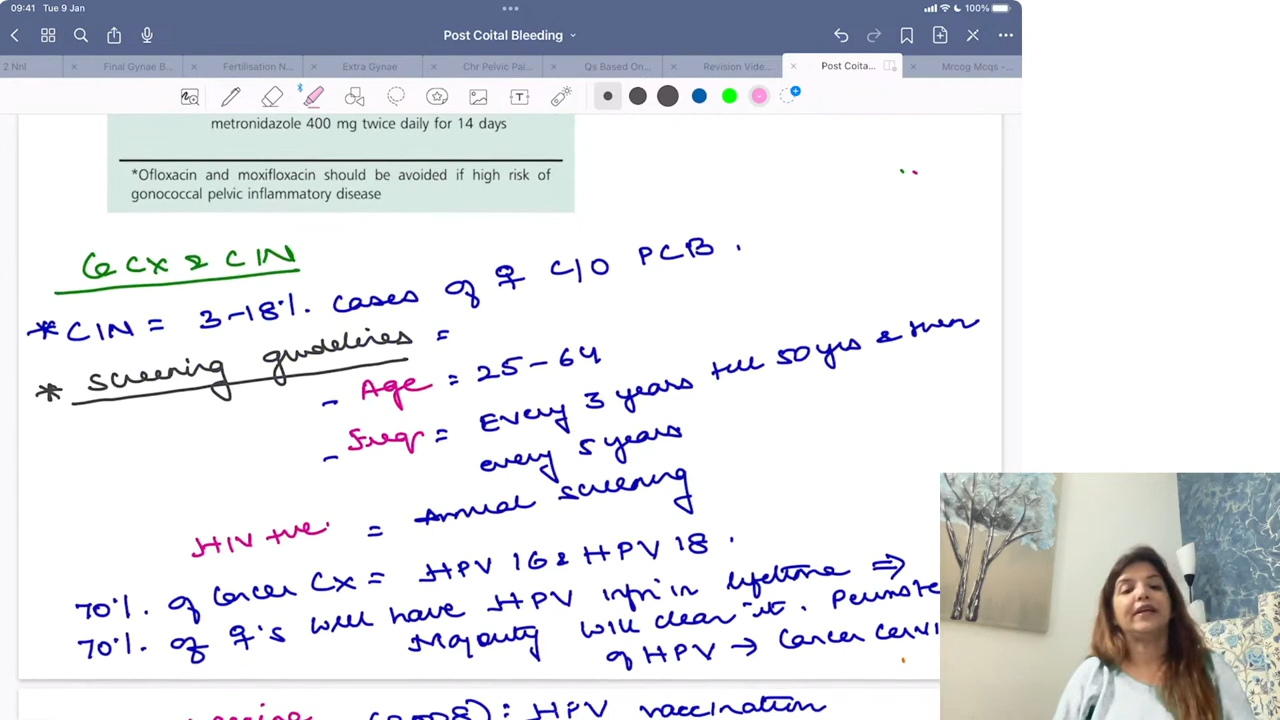 09:41 Tue 9 Jan
100%
Post Coital Bleeding
2 Nnl
Final Gynae B...
Fertilisation N...
Extra Gynae
Chr Pelvic Pai...
Qs Based On...
Revision Vide...
Post Coita...
Mrcog Mcqs -...
metronidazole 400 mg twice daily for 14 days
*Ofloxacin and moxifloxacin should be avoided if high risk of
gonococcal pelvic inflammatory disease
Ca Cx & CIN
* CIN = 3-18%. cases of ♀ C/O PCB.
* Screening guidelines =
- Age = 25-64
- Freq = Every 3 years till 50 yrs & then
every 5 years
HIV +ve = Annual screening
70%. of Cancer Cx = HPV 16 & HPV 18.
70%. of ♀'s will have HPV infn in lifetime ⇒
Majority will clear it.
of HPV → Cancer cervi
(2008): HPV vaccination